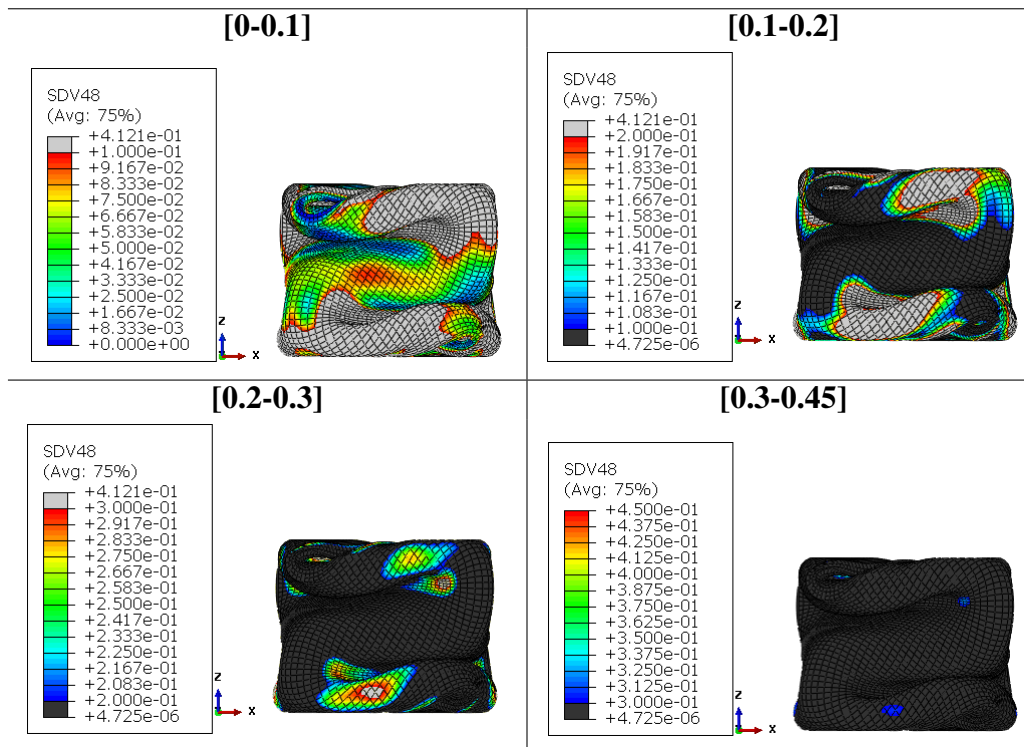 [0-0.1]
SDV48
(Avg: 75%)
+4.121e-01
+1.000e-01
+9.167e-02
+8.333e-02
+7.500e-02
+6.667e-02
+5.833e-02
+5.000e-02
+4.167e-02
+3.333e-02
+2.500e-02
+1.667e-02
+8.333e-03
+0.000e+00
z
x
[0.1-0.2]
SDV48
(Avg: 75%)
+4.121e-01
+2.000e-01
+1.917e-01
+1.833e-01
+1.750e-01
+1.667e-01
+1.583e-01
+1.500e-01
+1.417e-01
+1.333e-01
+1.250e-01
+1.167e-01
+1.083e-01
+1.000e-01
+4.725e-06
z
x
[0.2-0.3]
SDV48
(Avg: 75%)
+4.121e-01
+3.000e-01
+2.917e-01
+2.833e-01
+2.750e-01
+2.667e-01
+2.583e-01
+2.500e-01
+2.417e-01
+2.333e-01
+2.250e-01
+2.167e-01
+2.083e-01
+2.000e-01
+4.725e-06
z
x
[0.3-0.45]
SDV48
(Avg: 75%)
+4.500e-01
+4.375e-01
+4.250e-01
+4.125e-01
+4.000e-01
+3.875e-01
+3.750e-01
+3.625e-01
+3.500e-01
+3.375e-01
+3.250e-01
+3.125e-01
+3.000e-01
+4.725e-06
z
x